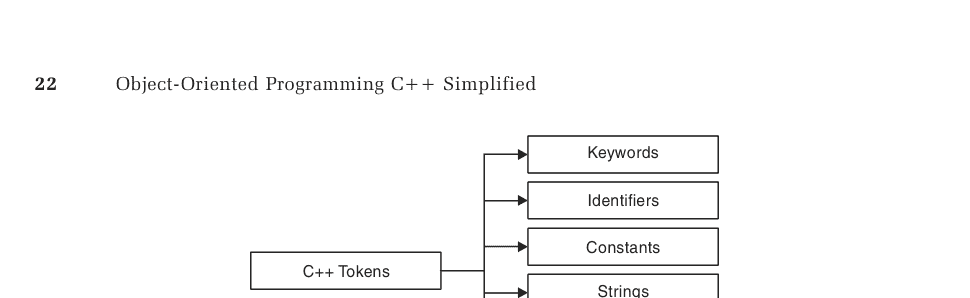 22 Object-Oriented Programming C++ Simplified
Keywords
Identifiers
Constants
C++ Tokens
Strings